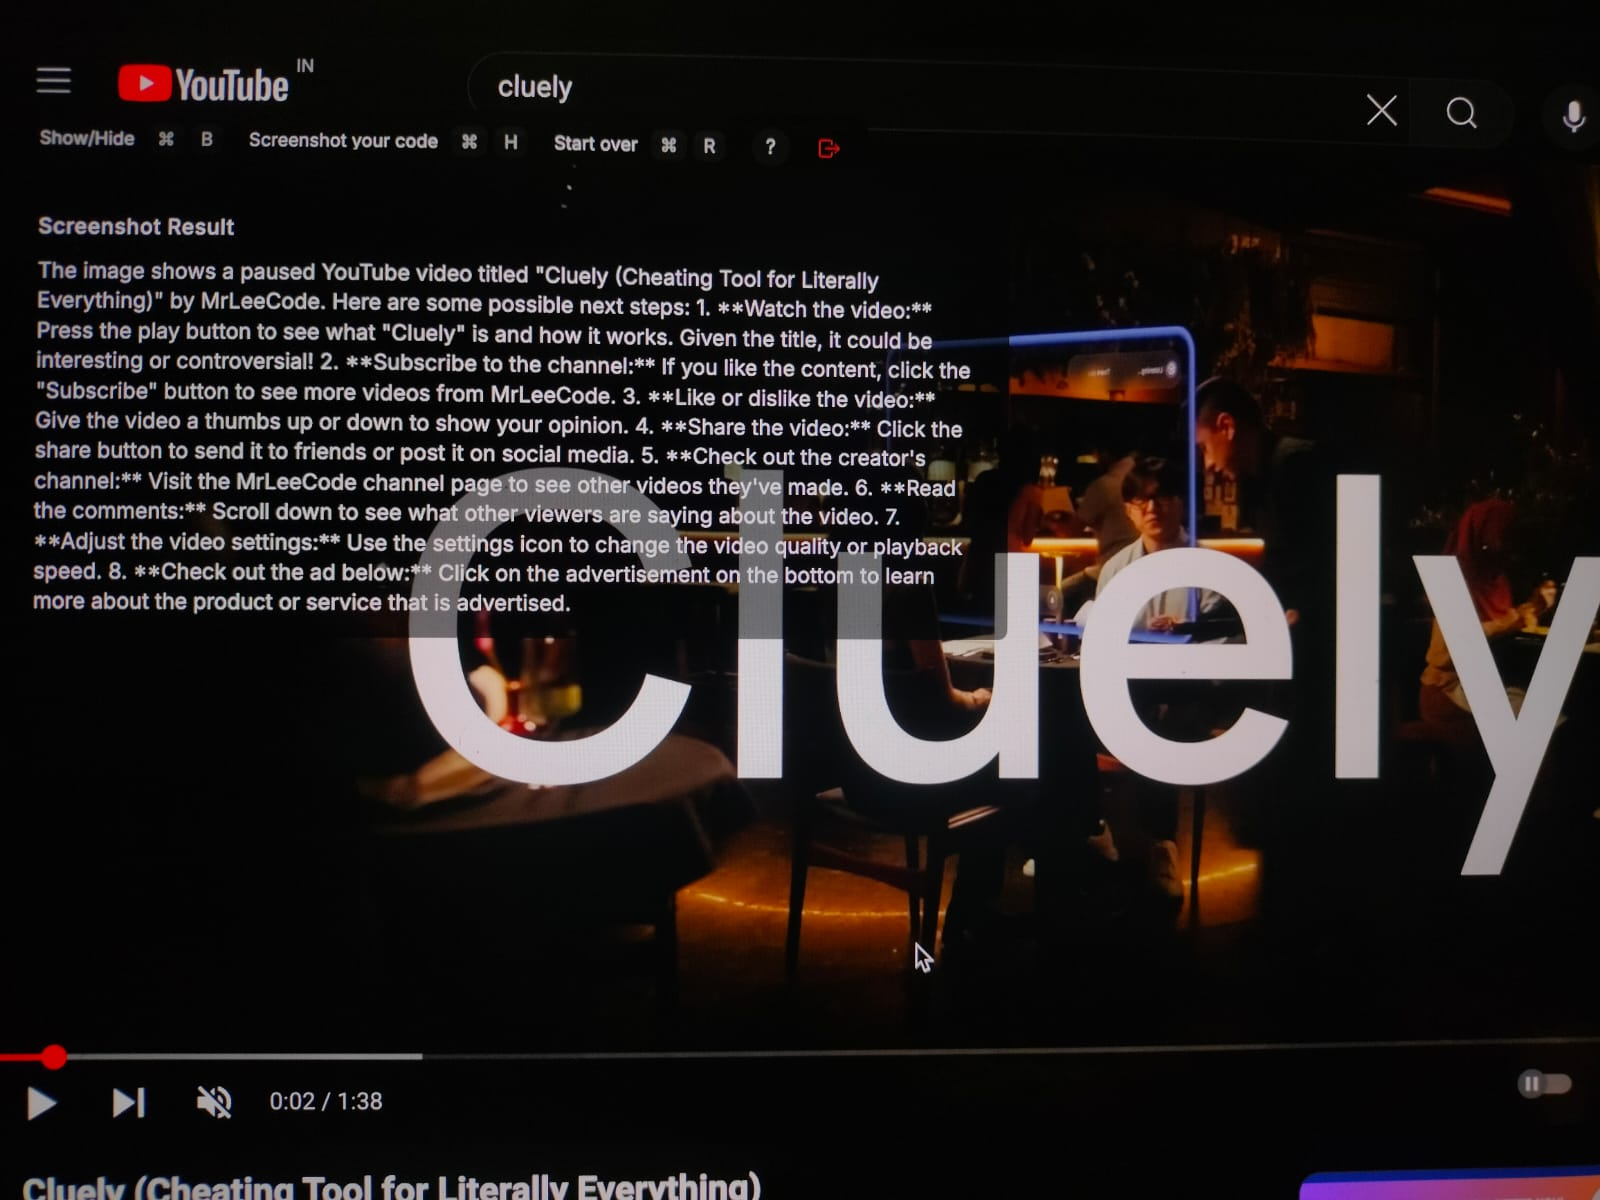 YouTube IN
cluely
Show/Hide ⌘ B Screenshot your code ⌘ H Start over ⌘ R ?
Screenshot Result
The image shows a paused YouTube video titled "Cluely (Cheating Tool for Literally
Everything)" by MrLeeCode. Here are some possible next steps: 1. **Watch the video:**
Press the play button to see what "Cluely" is and how it works. Given the title, it could be
interesting or controversial! 2. **Subscribe to the channel:** If you like the content, click the
"Subscribe" button to see more videos from MrLeeCode. 3. **Like or dislike the video:**
Give the video a thumbs up or down to show your opinion. 4. **Share the video:** Click the
share button to send it to friends or post it on social media. 5. **Check out the creator's
channel:** Visit the MrLeeCode channel page to see other videos they've made. 6. **Read
the comments:** Scroll down to see what other viewers are saying about the video. 7.
**Adjust the video settings:** Use the settings icon to change the video quality or playback
speed. 8. **Check out the ad below:** Click on the advertisement on the bottom to learn
more about the product or service that is advertised.
Cluely
0:02 / 1:38
Cluely (Cheating Tool for Literally Everything)